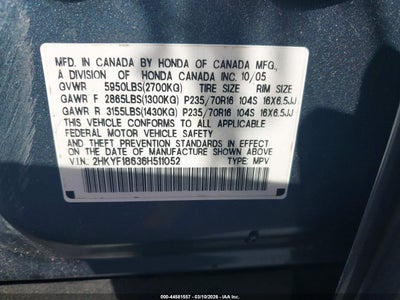 MFD. IN CANADA BY HONDA OF CANADA MFG.,
A DIVISION OF HONDA CANADA INC. 10/05
GVWR 5950LBS(2700KG) TIRE SIZE RIM SIZE
GAWR F 2865LBS(1300KG) P235/70R16 104S 16X6.5JJ
GAWR R 3155LBS(1430KG) P235/70R16 104S 16X6.5JJ
THIS VEHICLE CONFORMS TO ALL APPLICABLE
FEDERAL MOTOR VEHICLE SAFETY AND
THEFT PREVENTION STANDARDS IN EFFECT ON
THE DATE OF MANUFACTURE SHOWN ABOVE.
V.I.N. 2HKYF18636H511052 TYPE: MPV
000-44581557 - 03/10/2026 - IAA Inc.